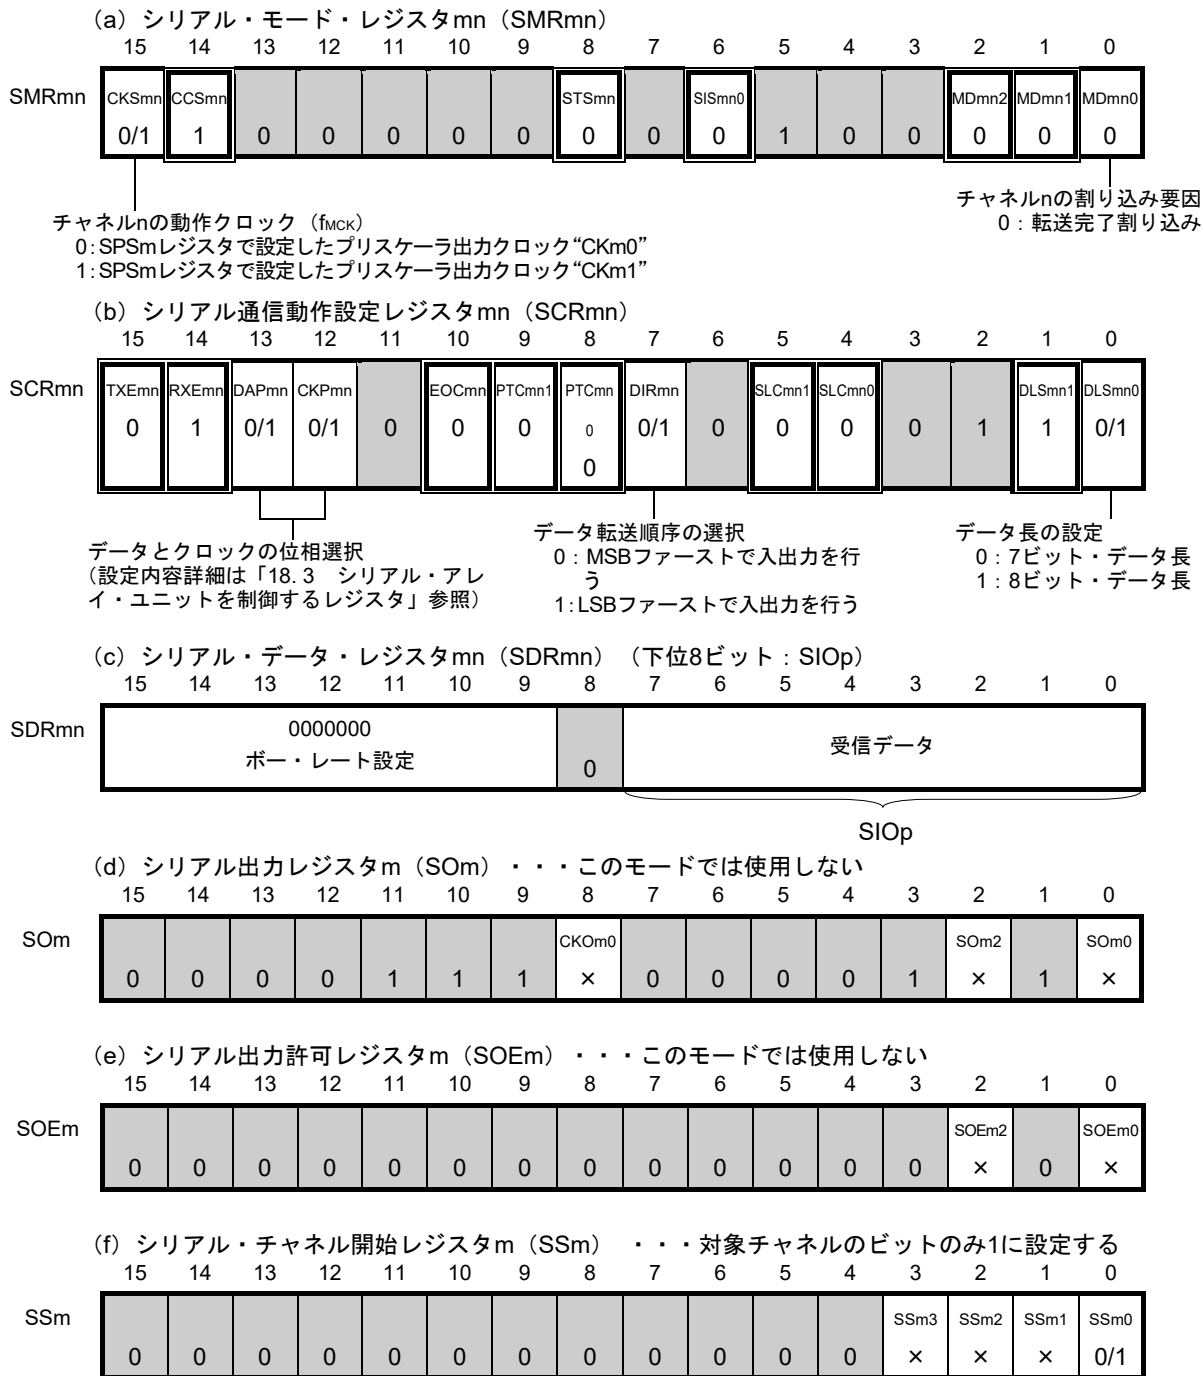 (a) シリアル・モード・レジスタmn（SMRmn）
15 14 13 12 11 10 9 8 7 6 5 4 3 2 1 0
SMRmn CKSmn CCSmn STSmn SISmn0 MDmn2 MDmn1 MDmn0
0/1 1 0 0 0 0 0 0 0 0 1 0 0 0 0 0
チャネルnの動作クロック（fMCK）
0：SPSmレジスタで設定したプリスケーラ出力クロック“CKm0”
1：SPSmレジスタで設定したプリスケーラ出力クロック“CKm1”
チャネルnの割り込み要因
0：転送完了割り込み
(b) シリアル通信動作設定レジスタmn（SCRmn）
15 14 13 12 11 10 9 8 7 6 5 4 3 2 1 0
SCRmn TXEmn RXEmn DAPmn CKPmn EOCmn PTCmn1 PTCmn DIRmn SLCmn1 SLCmn0 DLSmn1 DLSmn0
0 1 0/1 0/1 0 0 0 0 0/1 0 0 0 0 1 1 0/1
0
データとクロックの位相選択
（設定内容詳細は「18. 3 シリアル・アレ
イ・ユニットを制御するレジスタ」参照）
データ転送順序の選択
0：MSBファーストで入出力を行
う
1：LSBファーストで入出力を行う
データ長の設定
0：7ビット・データ長
1：8ビット・データ長
(c) シリアル・データ・レジスタmn（SDRmn）（下位8ビット：SIOp）
15 14 13 12 11 10 9 8 7 6 5 4 3 2 1 0
SDRmn
0000000
ボー・レート設定
0
受信データ
SIOp
(d) シリアル出力レジスタm（SOm）・・・このモードでは使用しない
15 14 13 12 11 10 9 8 7 6 5 4 3 2 1 0
SOm CKOm0 SOm2 SOm0
0 0 0 0 1 1 1 × 0 0 0 0 1 × 1 ×
(e) シリアル出力許可レジスタm（SOEm）・・・このモードでは使用しない
15 14 13 12 11 10 9 8 7 6 5 4 3 2 1 0
SOEm SOEm2 SOEm0
0 0 0 0 0 0 0 0 0 0 0 0 0 × 0 ×
(f) シリアル・チャネル開始レジスタm（SSm） ・・・対象チャネルのビットのみ1に設定する
15 14 13 12 11 10 9 8 7 6 5 4 3 2 1 0
SSm SSm3 SSm2 SSm1 SSm0
0 0 0 0 0 0 0 0 0 0 0 0 × × × 0/1